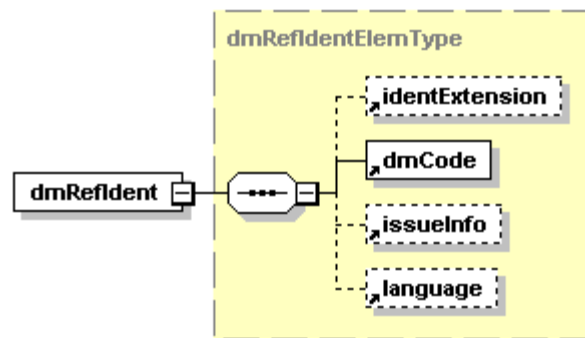 dmRefIdentElemType
identExtension
dmCode
dmRefIdent
issueInfo
language